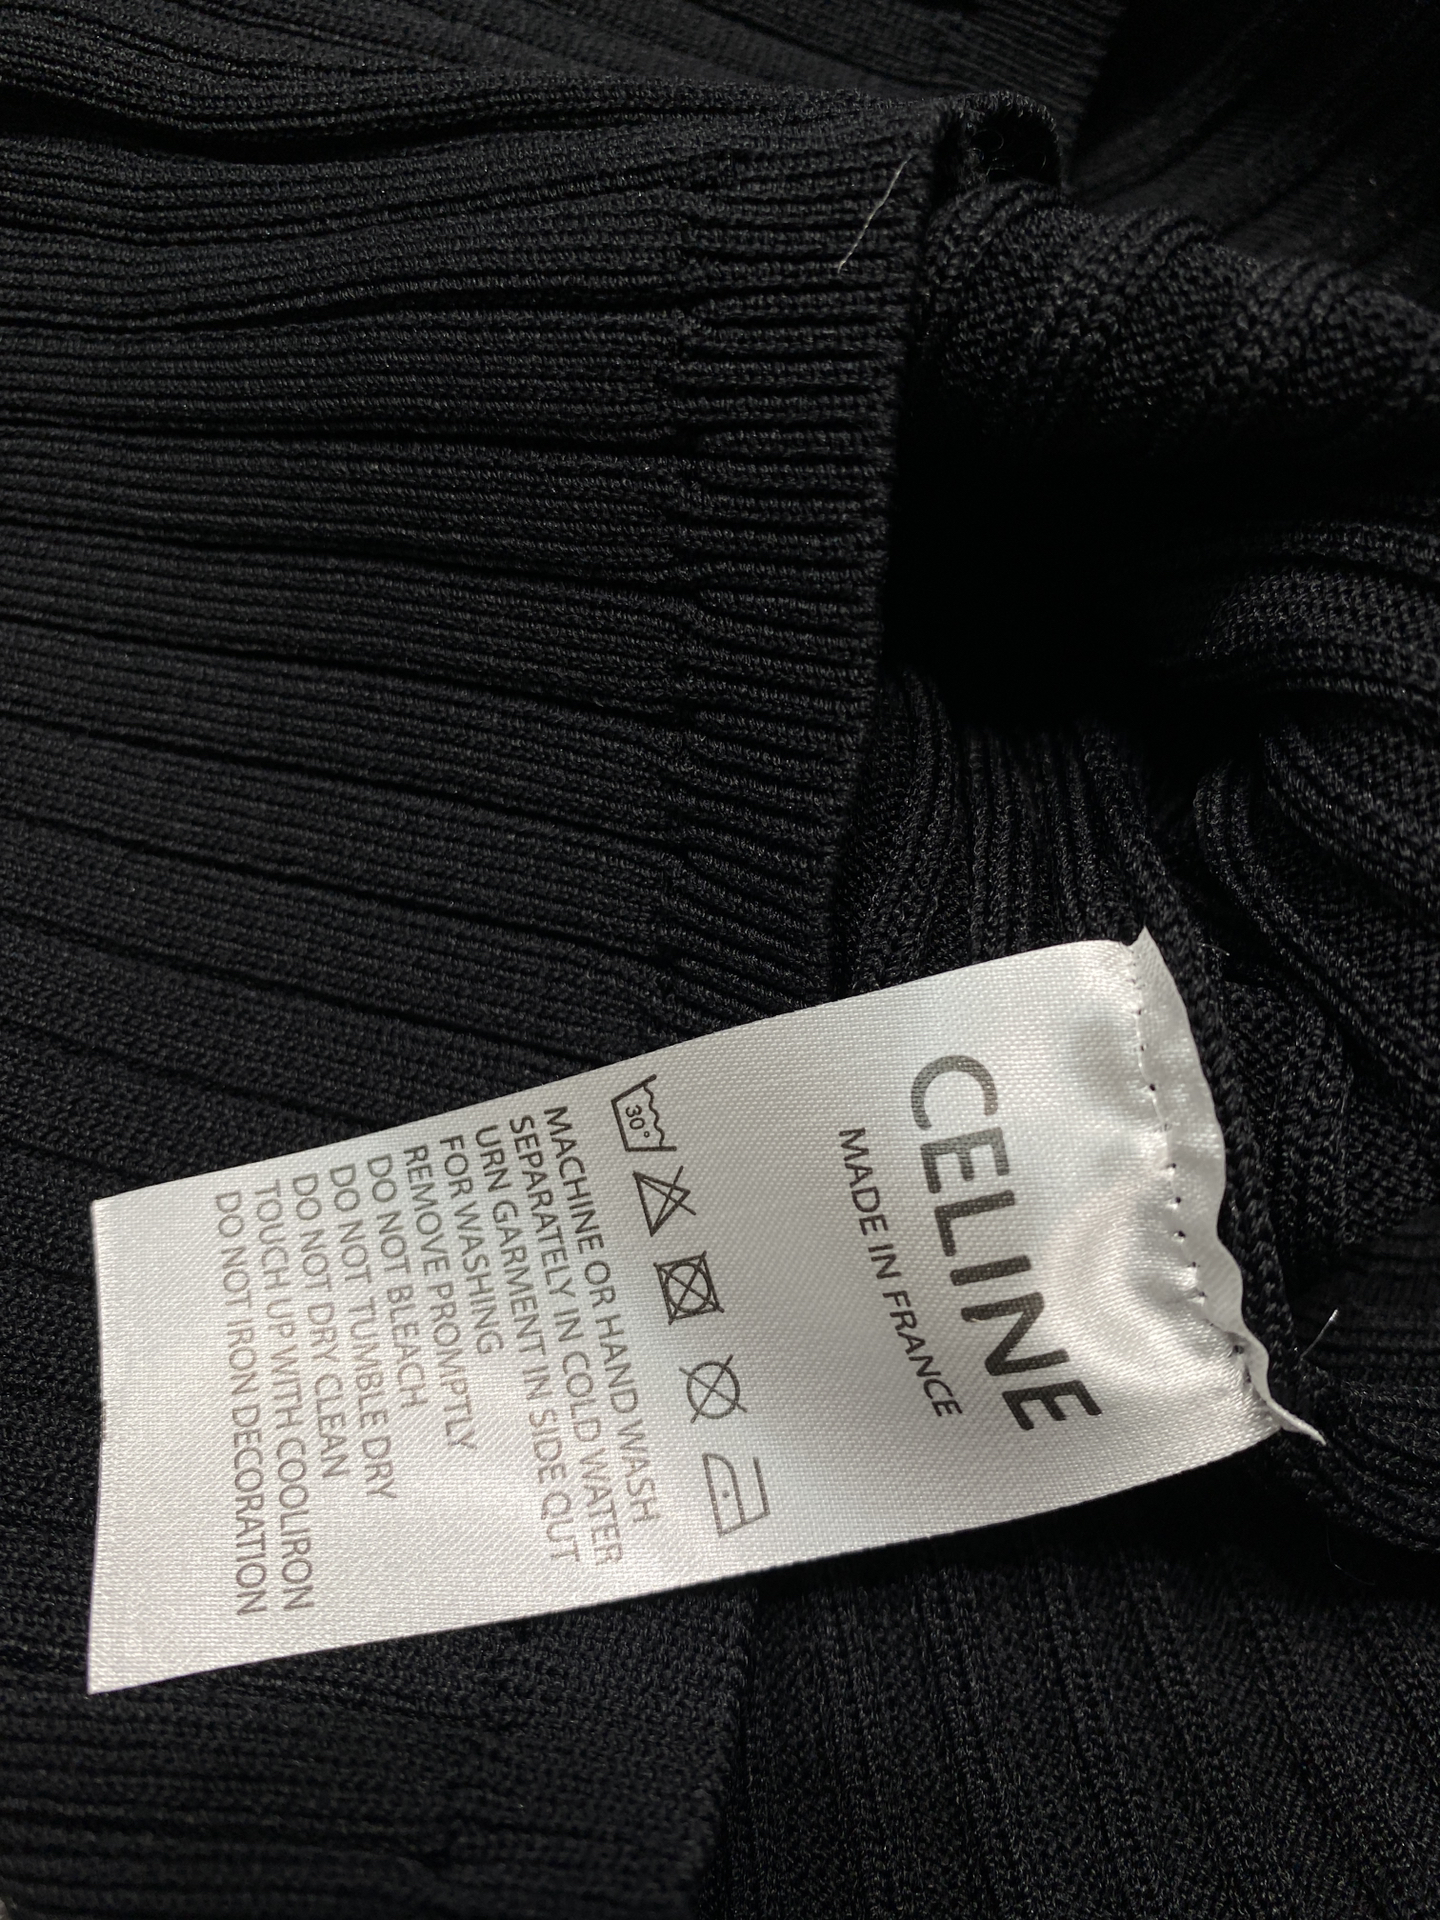 CELINE
MADE IN FRANCE
30°
MACHINE OR HAND WASH
SEPARATELY IN COLD WATER
URN GARMENT IN SIDE QUT
FOR WASHING
REMOVE PROMPTLY
DO NOT BLEACH
DO NOT TUMBLE DRY
DO NOT DRY CLEAN
TOUCH UP WITH COOLIRON
DO NOT IRON DECORATION